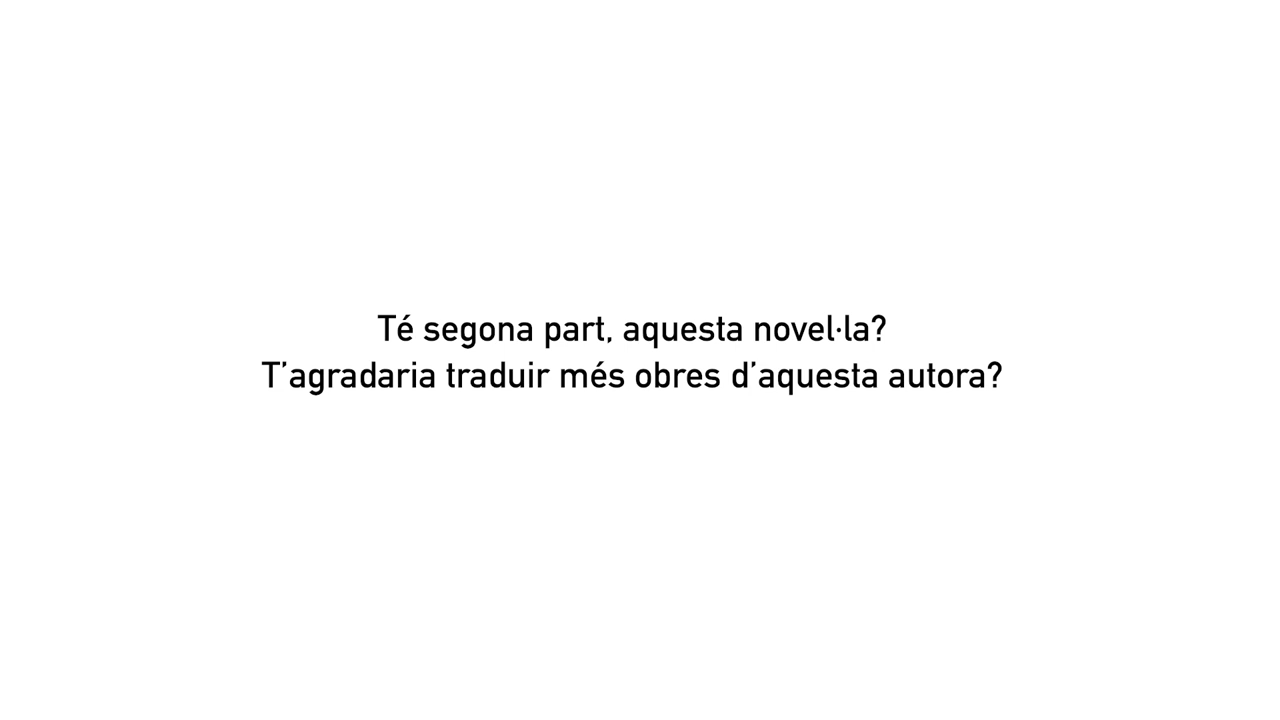 Té segona part, aquesta novel·la?
T’agradaria traduir més obres d’aquesta autora?